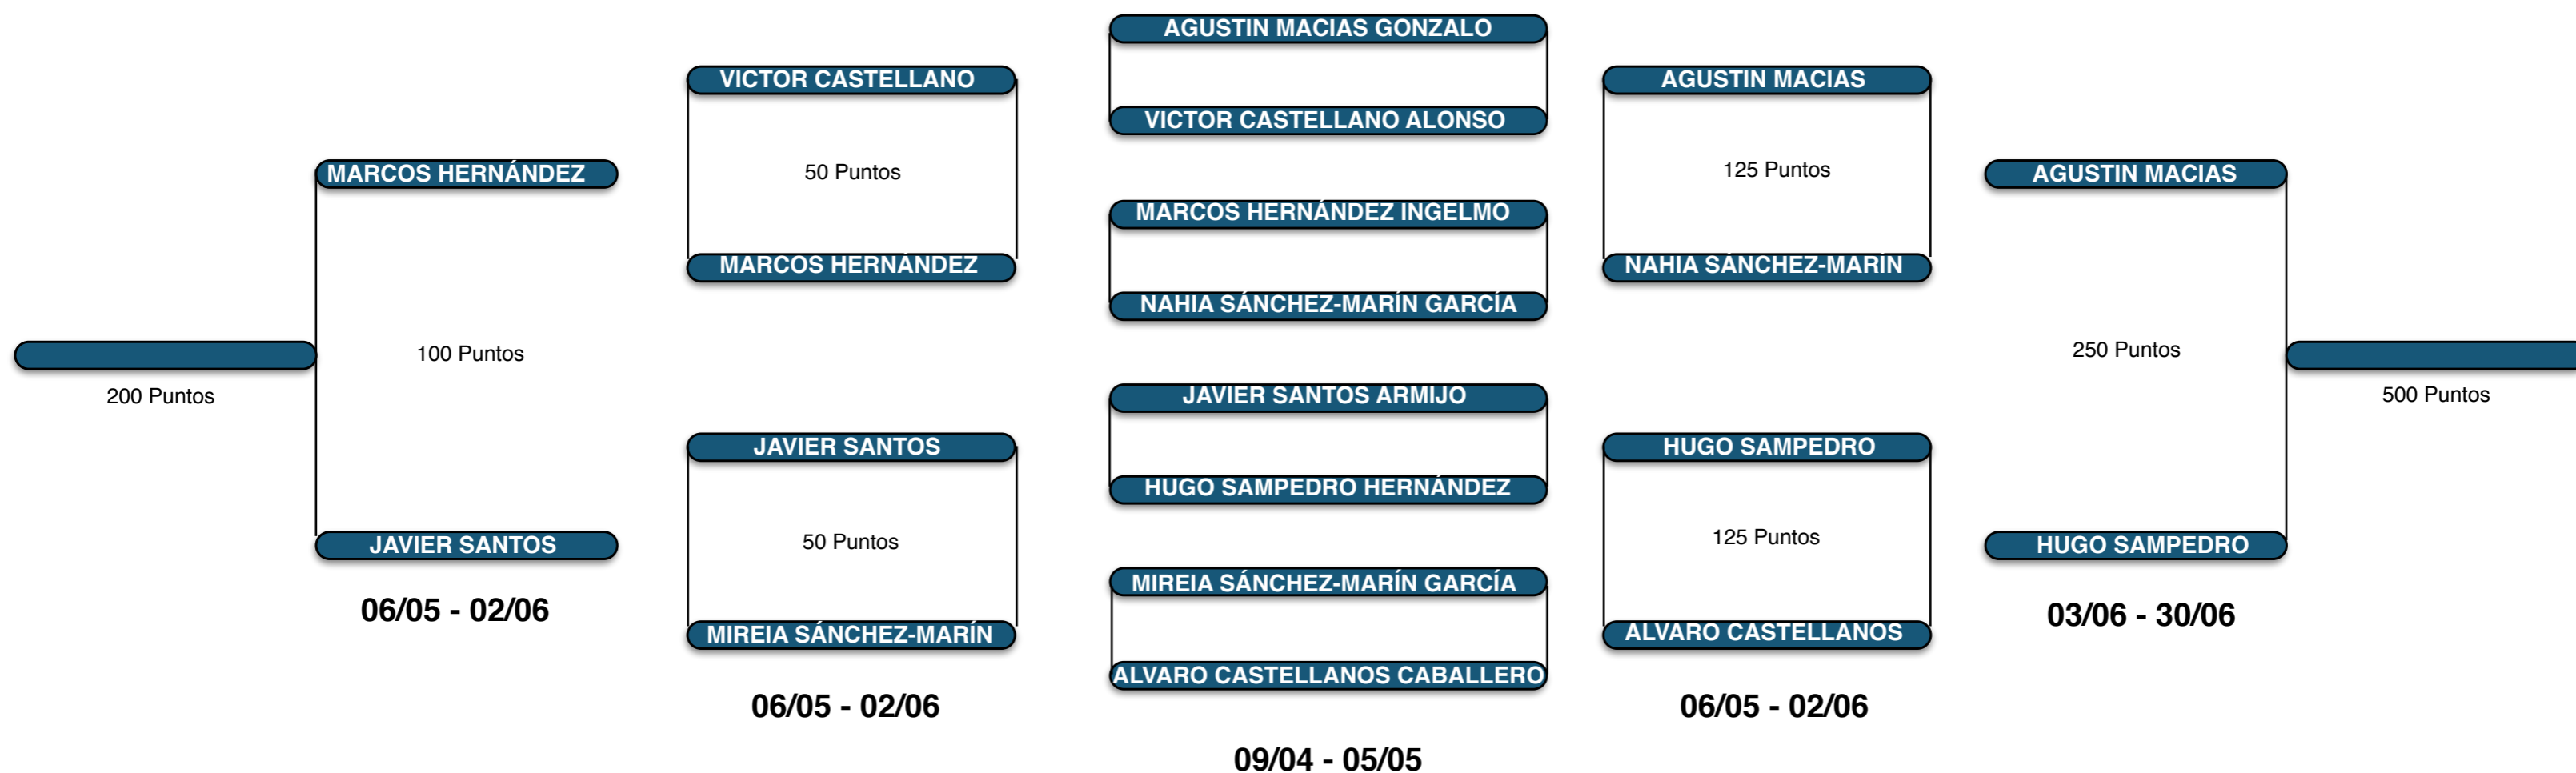 AGUSTIN MACIAS GONZALO
VICTOR CASTELLANO
AGUSTIN MACIAS
VICTOR CASTELLANO ALONSO
50 Puntos
125 Puntos
MARCOS HERNÁNDEZ
AGUSTIN MACIAS
MARCOS HERNÁNDEZ INGELMO
MARCOS HERNÁNDEZ
NAHIA SÁNCHEZ-MARÍN
NAHIA SÁNCHEZ-MARÍN GARCÍA
100 Puntos
250 Puntos
200 Puntos
JAVIER SANTOS ARMIJO
500 Puntos
JAVIER SANTOS
HUGO SAMPEDRO
HUGO SAMPEDRO HERNÁNDEZ
50 Puntos
125 Puntos
JAVIER SANTOS
HUGO SAMPEDRO
MIREIA SÁNCHEZ-MARÍN GARCÍA
06/05 - 02/06
03/06 - 30/06
MIREIA SÁNCHEZ-MARÍN
ALVARO CASTELLANOS
ALVARO CASTELLANOS CABALLERO
06/05 - 02/06
06/05 - 02/06
09/04 - 05/05